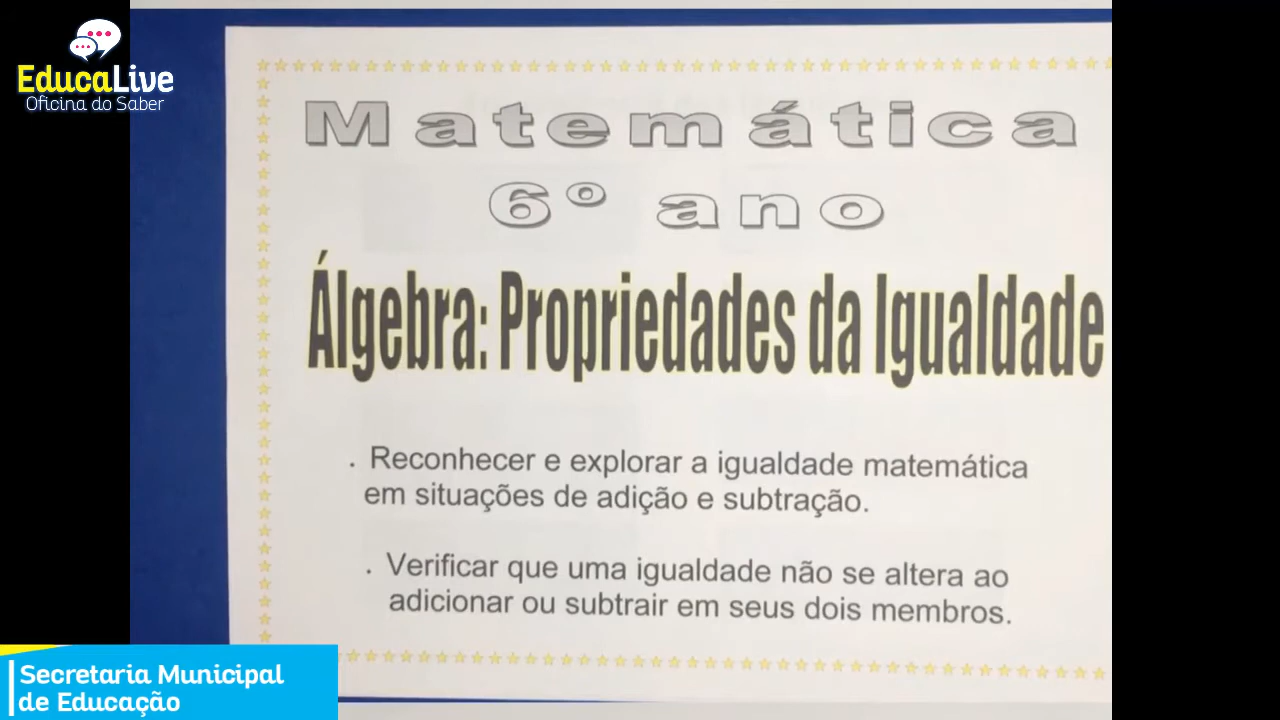 EducaLive
Oficina do Saber
Matemática
6º ano
Álgebra: Propriedades da Igualdade
. Reconhecer e explorar a igualdade matemática
em situações de adição e subtração.
. Verificar que uma igualdade não se altera ao
adicionar ou subtrair em seus dois membros.
Secretaria Municipal
de Educação